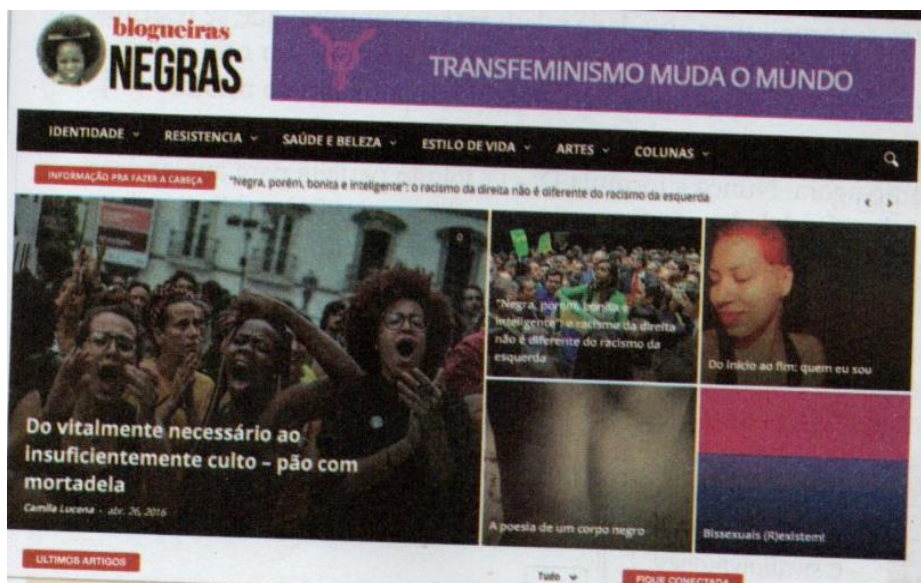 blogueiras
NEGRAS
TRANSFEMINISMO MUDA O MUNDO
IDENTIDADE RESISTENCIA SAÚDE E BELEZA ESTILO DE VIDA ARTES COLUNAS
INFORMAÇÃO PRA FAZER A CABEÇA "Negra, porém, bonita e inteligente": o racismo da direita não é diferente do racismo da esquerda
0
Do vitalmente necessário ao
insuficientemente culto – pão com
mortadela
Camila Lucena - abr. 26, 2016
"Negra, porém, bonita e
inteligente": o racismo da direita
não é diferente do racismo da
esquerda
Do início ao fim: quem eu sou
A poesia de um corpo negro
Bissexuais (R)existem!
ULTIMOS ARTIGOS
Tudo
FIQUE CONECTADA